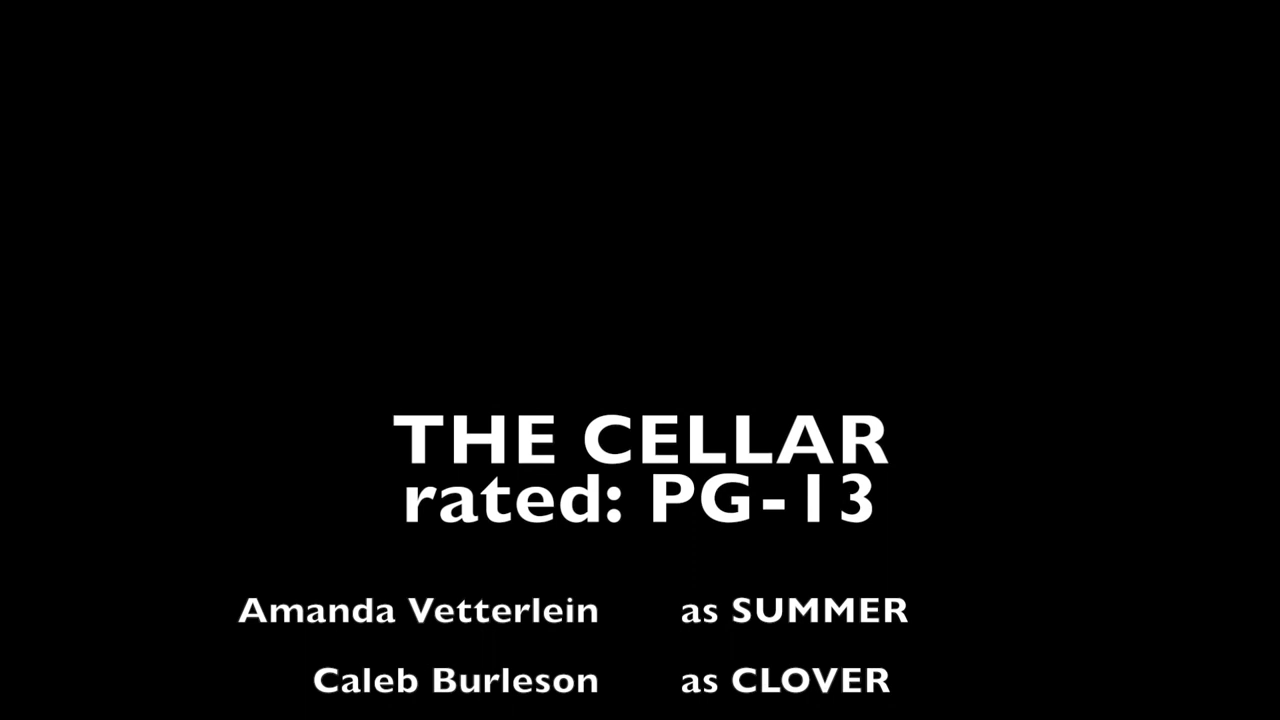 THE CELLAR
rated: PG-13
Amanda Vetterlein as SUMMER
Caleb Burleson as CLOVER